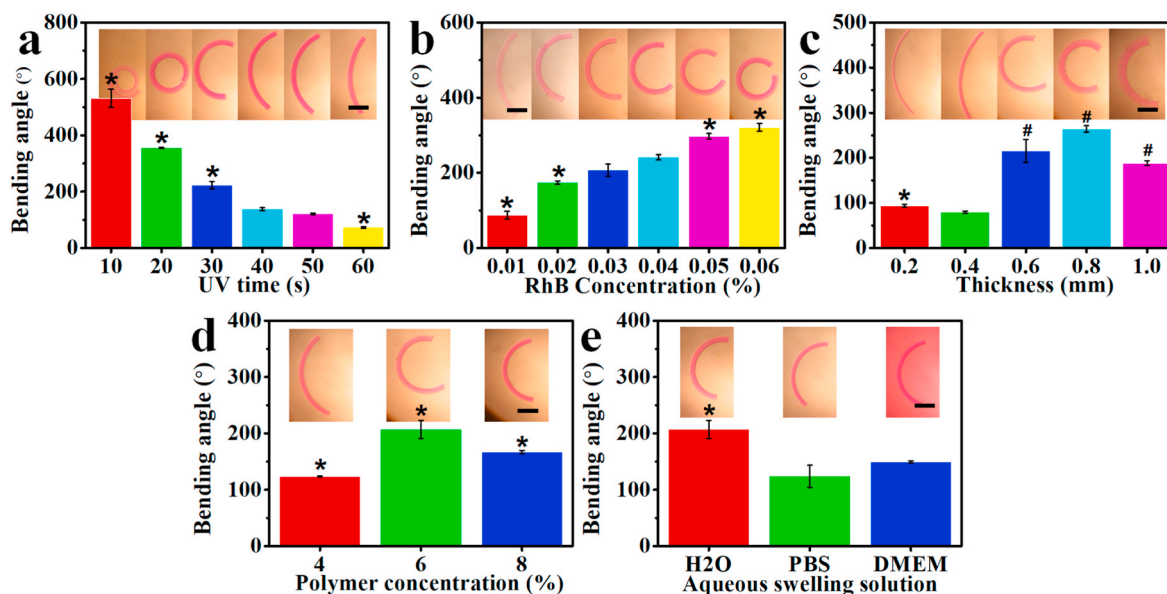 a
Bending angle (°)
800
600
400
200
0
*
*
*
*
10 20 30 40 50 60
UV time (s)
b
Bending angle (°)
600
400
200
0
*
*
*
*
0.01 0.02 0.03 0.04 0.05 0.06
RhB Concentration (%)
c
Bending angle (°)
500
400
300
200
100
0
*
#
#
#
0.2 0.4 0.6 0.8 1.0
Thickness (mm)
d
Bending angle (°)
400
300
200
100
0
*
*
*
4 6 8
Polymer concentration (%)
e
Bending angle (°)
400
300
200
100
0
*
H2O PBS DMEM
Aqueous swelling solution